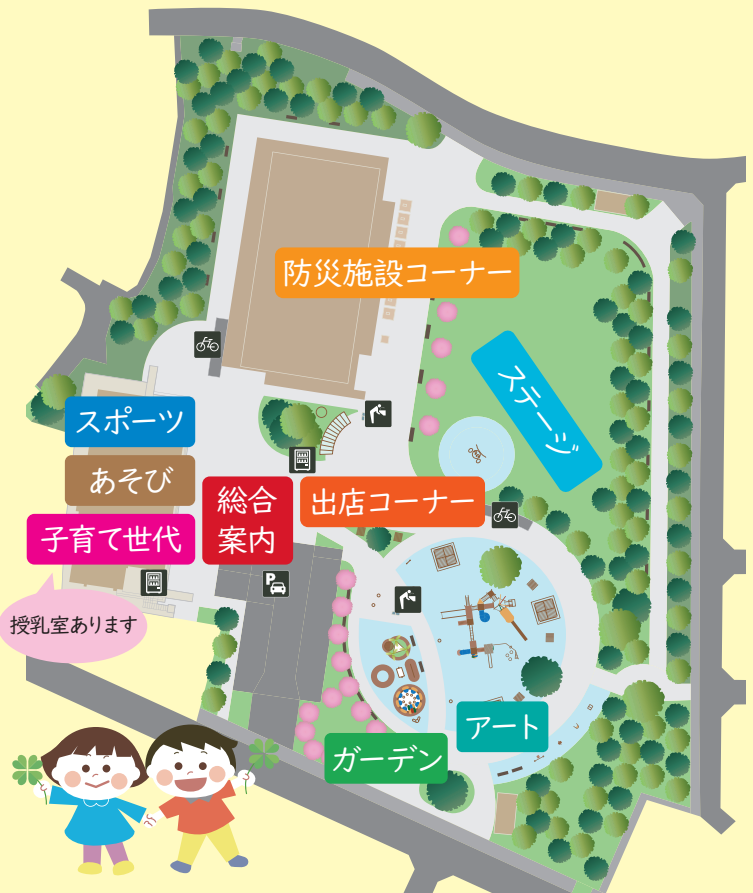 防災施設コーナー
ステージ
スポーツ
あそび
子育て世代
総合
案内
出店コーナー
P
授乳室あります
アート
ガーデン